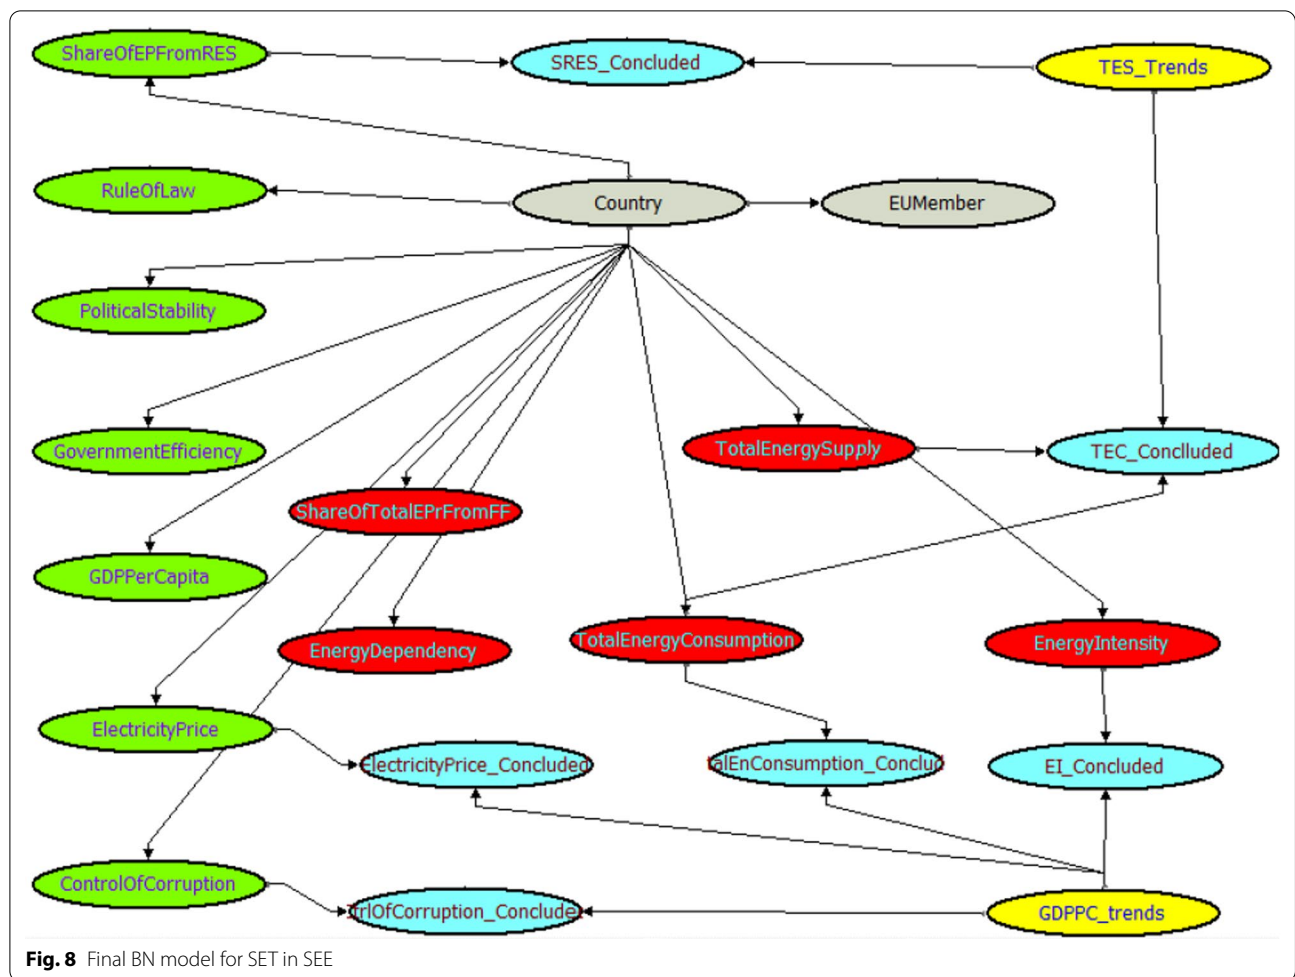 ShareOfEPFromRES
SRES_Concluded
TES_Trends
RuleOfLaw
Country
EUMember
PoliticalStability
GovernmentEfficiency
TotalEnergySupply
TEC_Conclluded
ShareOfTotalEPrFromFF
GDPPerCapita
EnergyDependency
TotalEnergyConsumption
EnergyIntensity
ElectricityPrice
ElectricityPrice_Concluded
talEnConsumption_Conclud
EI_Concluded
ControlOfCorruption
trlOfCorruption_Conclude
GDPPC_trends
Fig. 8 Final BN model for SET in SEE